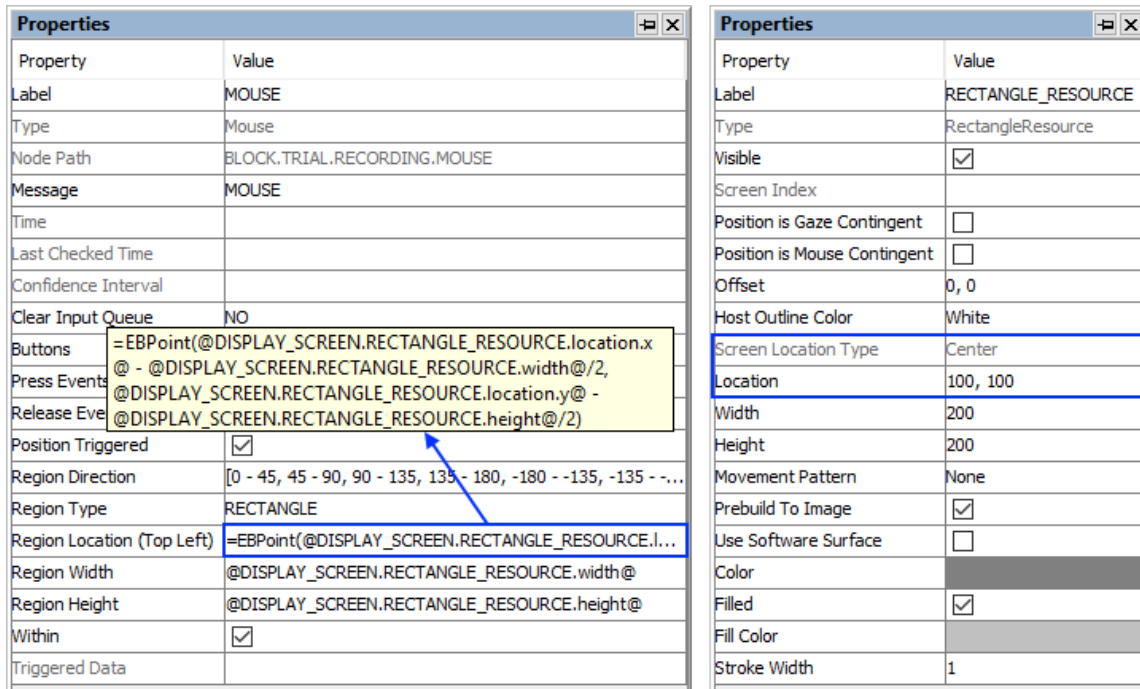 Properties
Property Value
Label MOUSE
Type Mouse
Node Path BLOCK.TRIAL.RECORDING.MOUSE
Message MOUSE
Time
Last Checked Time
Confidence Interval
Clear Input Queue NO
Buttons
Press Events
Release Eve
=EBPoint(@DISPLAY_SCREEN.RECTANGLE_RESOURCE.location.x
@ - @DISPLAY_SCREEN.RECTANGLE_RESOURCE.width@/2,
@DISPLAY_SCREEN.RECTANGLE_RESOURCE.location.y@ -
@DISPLAY_SCREEN.RECTANGLE_RESOURCE.height@/2)
Position Triggered
Region Direction [0 - 45, 45 - 90, 90 - 135, 135 - 180, -180 - -135, -135 - -...
Region Type RECTANGLE
Region Location (Top Left) =EBPoint(@DISPLAY_SCREEN.RECTANGLE_RESOURCE.l...
Region Width @DISPLAY_SCREEN.RECTANGLE_RESOURCE.width@
Region Height @DISPLAY_SCREEN.RECTANGLE_RESOURCE.height@
Within
Triggered Data
Properties
Property Value
Label RECTANGLE_RESOURCE
Type RectangleResource
Visible
Screen Index
Position is Gaze Contingent
Position is Mouse Contingent
Offset 0, 0
Host Outline Color White
Screen Location Type Center
Location 100, 100
Width 200
Height 200
Movement Pattern None
Prebuild To Image
Use Software Surface
Color
Filled
Fill Color
Stroke Width 1